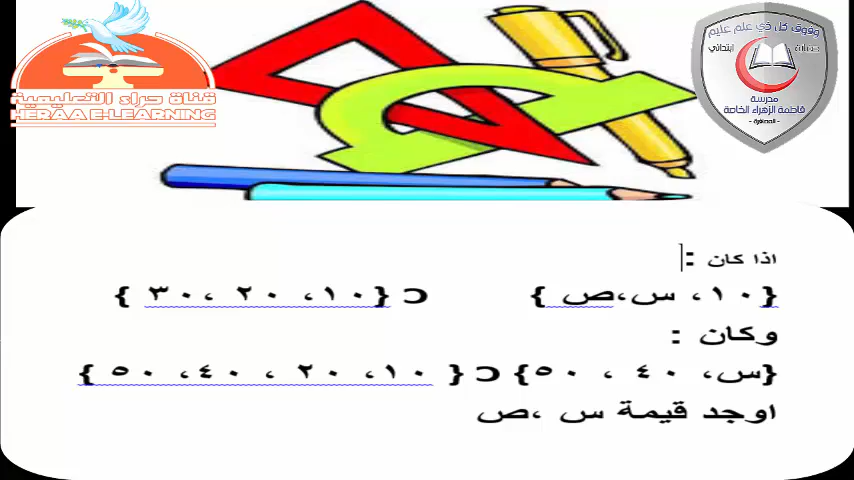 وفوق كل ذي علم عليم
ابتدائي
مدرسة
فاطمة الزهراء الخاصة
قناة حراء التعليمية
HERAA E-LEARNING
اذا كان :
{١٠، س،ص } ⊂ {١٠، ٢٠ ،٣٠ }
وكان :
{س، ٤٠ ، ٥٠} ⊂ { ١٠، ٢٠ ، ٤٠، ٥٠ }
اوجد قيمة س ،ص